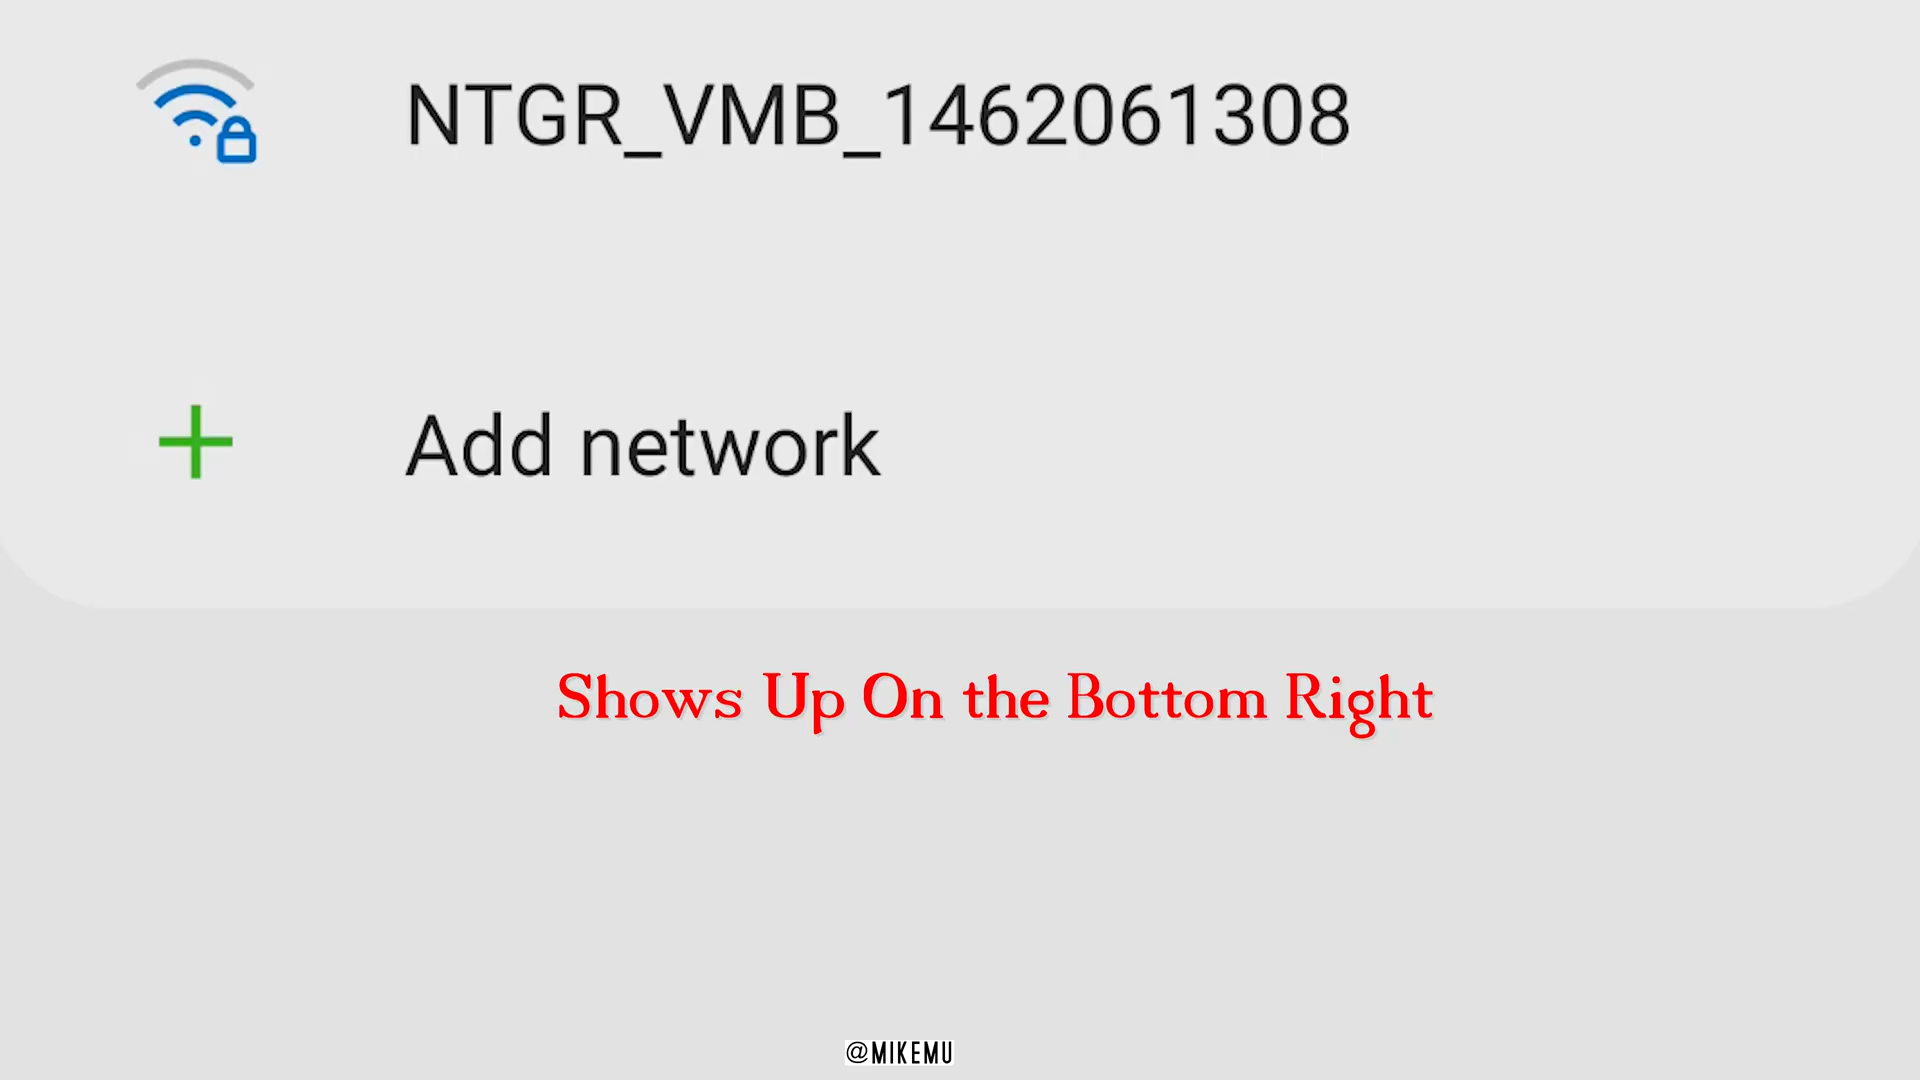 NTGR_VMB_1462061308
Add network
Shows Up On the Bottom Right
@MIKEMU